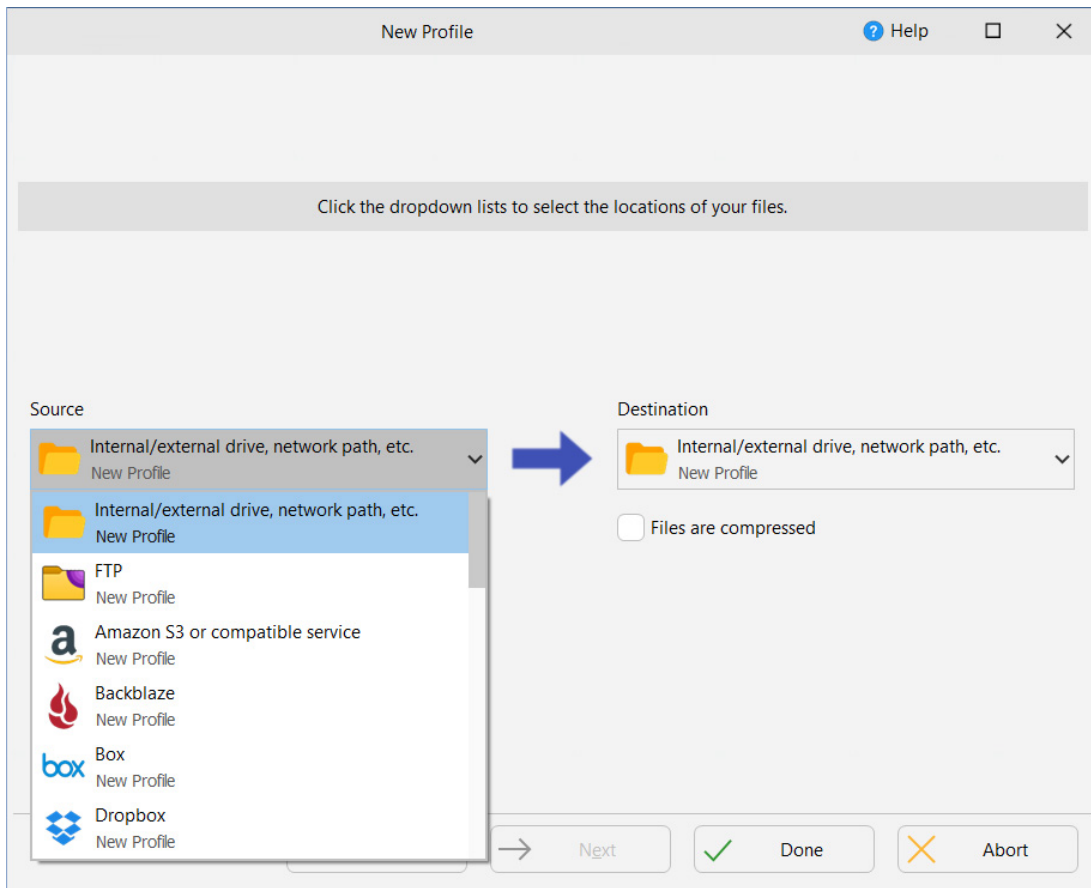 New Profile
Help
Click the dropdown lists to select the locations of your files.
Source
Internal/external drive, network path, etc.
New Profile
Internal/external drive, network path, etc.
New Profile
FTP
New Profile
a
Amazon S3 or compatible service
New Profile
Backblaze
New Profile
box
Box
New Profile
Dropbox
New Profile
Destination
Internal/external drive, network path, etc.
New Profile
Files are compressed
Next
Done
Abort